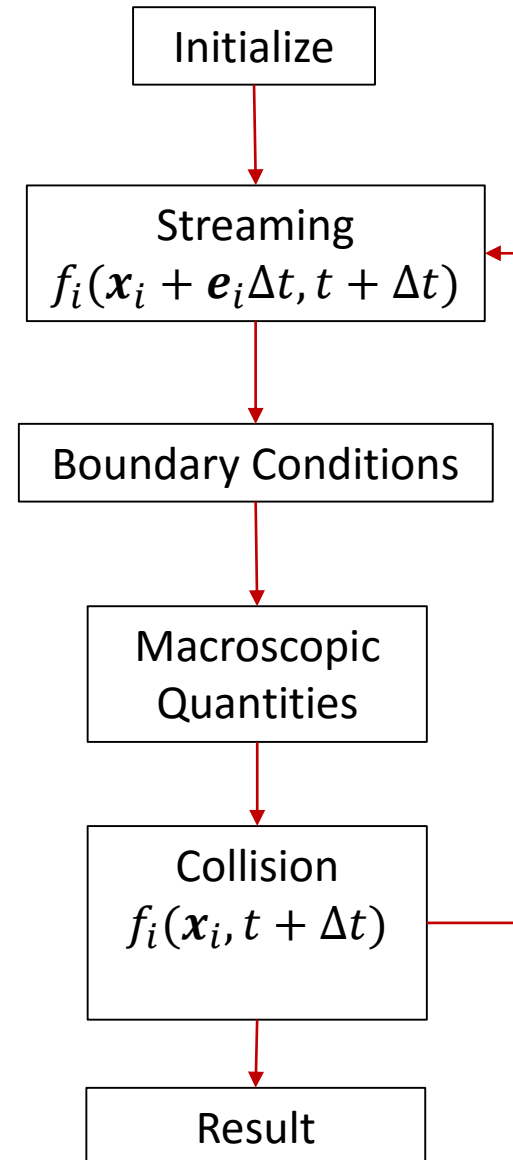 Initialize
Streaming
𝑓ᵢ(𝒙ᵢ + 𝒆ᵢΔ𝑡, 𝑡 + Δ𝑡)
Boundary Conditions
Macroscopic
Quantities
Collision
𝑓ᵢ(𝒙ᵢ, 𝑡 + Δ𝑡)
Result